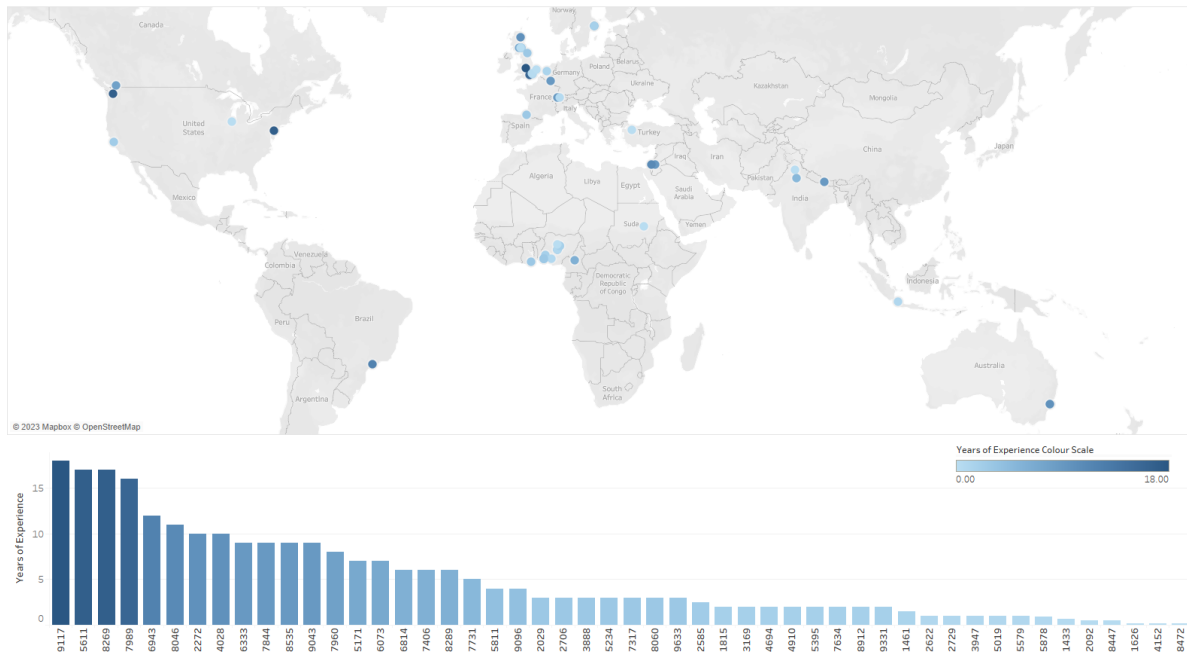 Norway
Canada
Poland
Belarus
Germany
Ukraine
France
Kazakhstan
Mongolia
United
States
Italy
Spain
Turkey
Japan
China
Iraq
Iran
Algeria
Libya
Egypt
Pakistan
Saudi
Arabia
Mexico
India
Suda
Yemen
Venezuela
Colombia
Democratic
Republic
of Congo
Indonesia
Peru
Brazil
Australia
South
Africa
Argentina
© 2023 Mapbox © OpenStreetMap
Years of Experience Colour Scale
0.00 18.00
Years of Experience
15
10
5
0
9117 5611 8269 7989 6943 8046 2272 4028 6333 7844 8535 9043 7960 5171 6073 6814 7406 8289 7731 5811 9096 2029 2706 3888 5234 7317 8060 9633 2585 1815 3169 4694 4910 5395 7634 8912 9331 1461 2622 2729 3947 5019 5579 5878 1433 2092 8447 1626 4152 8472